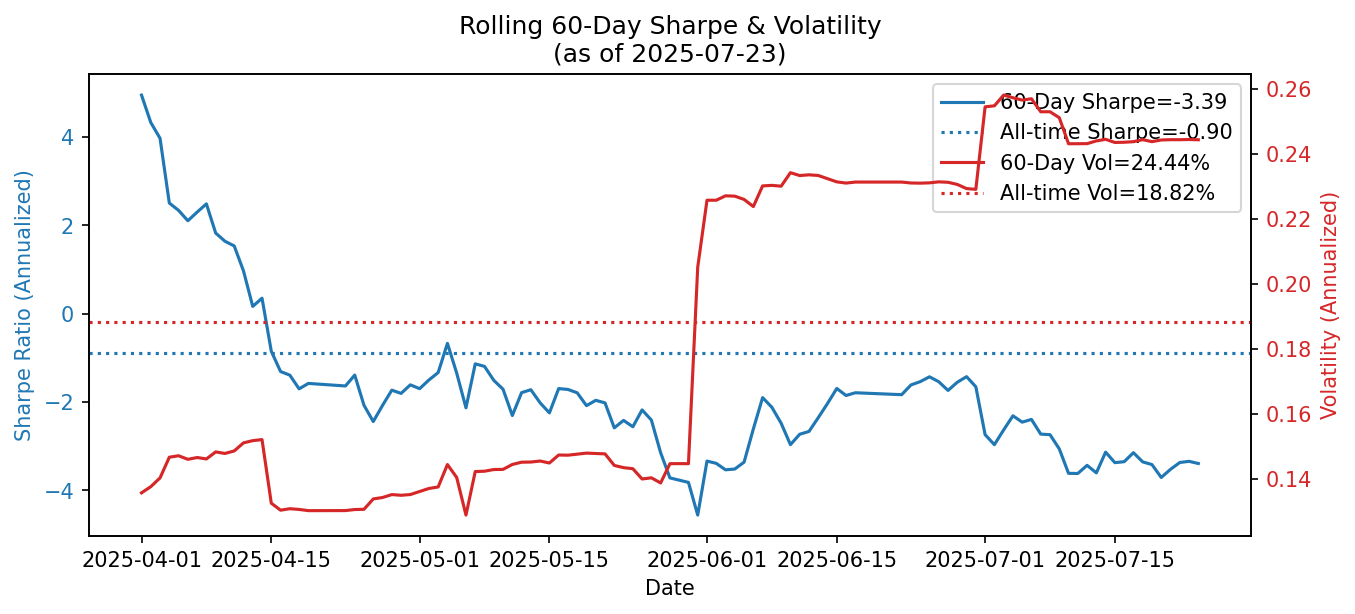 Rolling 60-Day Sharpe & Volatility
(as of 2025-07-23)
60-Day Sharpe=-3.39
All-time Sharpe=-0.90
60-Day Vol=24.44%
All-time Vol=18.82%
Sharpe Ratio (Annualized)
4
2
0
−2
−4
Volatility (Annualized)
0.26
0.24
0.22
0.20
0.18
0.16
0.14
2025-04-01 2025-04-15 2025-05-01 2025-05-15 2025-06-01 2025-06-15 2025-07-01 2025-07-15
Date